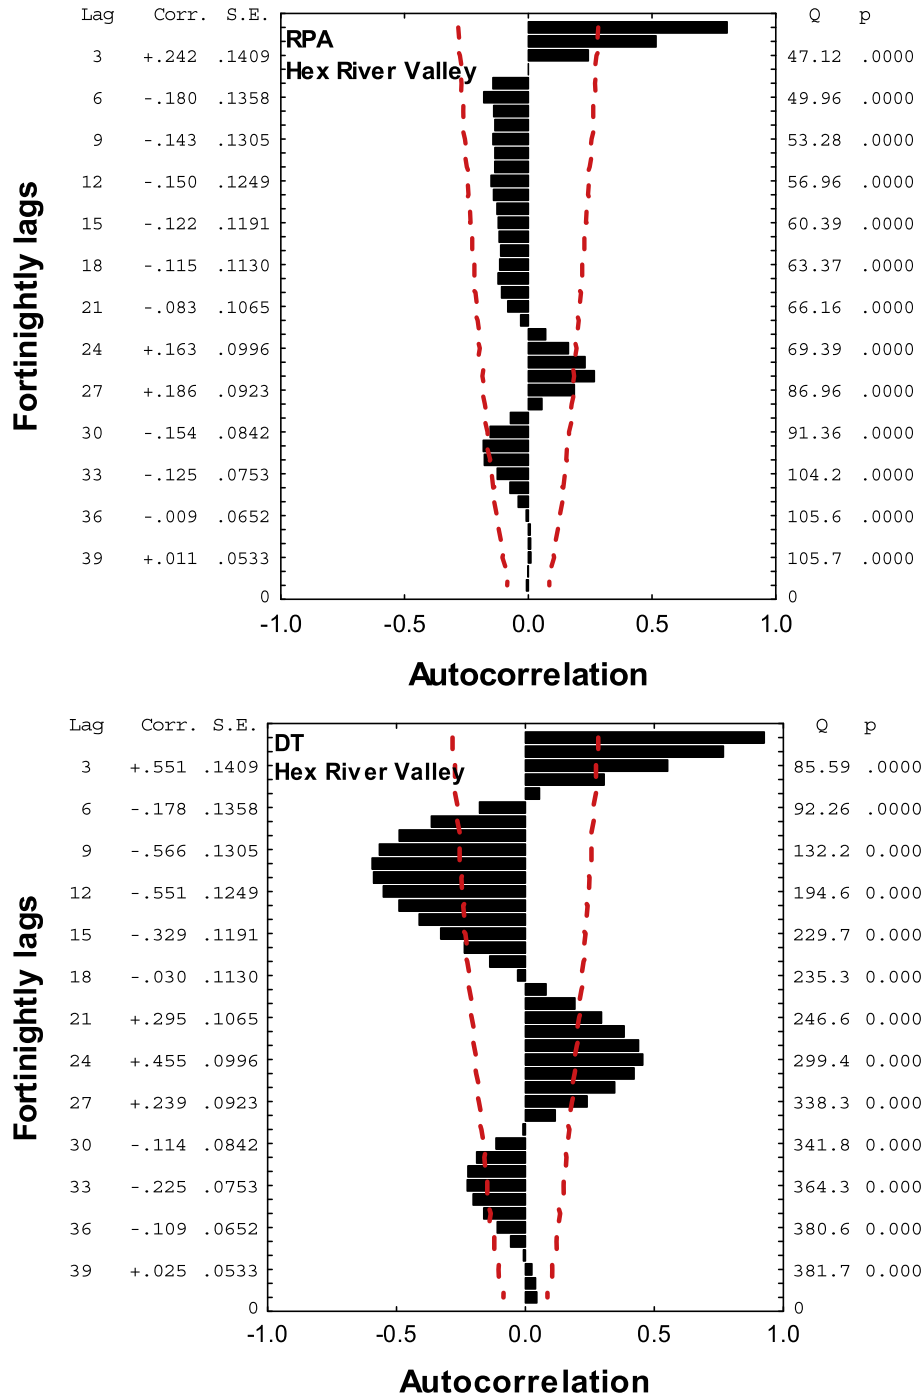 Lag Corr. S.E. Q p
RPA
3 +.242 .1409 47.12 .0000
Hex River Valley
6 -.180 .1358 49.96 .0000
9 -.143 .1305 53.28 .0000
12 -.150 .1249 56.96 .0000
15 -.122 .1191 60.39 .0000
18 -.115 .1130 63.37 .0000
21 -.083 .1065 66.16 .0000
24 +.163 .0996 69.39 .0000
27 +.186 .0923 86.96 .0000
30 -.154 .0842 91.36 .0000
33 -.125 .0753 104.2 .0000
36 -.009 .0652 105.6 .0000
39 +.011 .0533 105.7 .0000
0 0
Fortinightly lags
-1.0 -0.5 0.0 0.5 1.0
Autocorrelation
Lag Corr. S.E. Q p
DT
3 +.551 .1409 85.59 .0000
Hex River Valley
6 -.178 .1358 92.26 .0000
9 -.566 .1305 132.2 0.000
12 -.551 .1249 194.6 0.000
15 -.329 .1191 229.7 0.000
18 -.030 .1130 235.3 0.000
21 +.295 .1065 246.6 0.000
24 +.455 .0996 299.4 0.000
27 +.239 .0923 338.3 0.000
30 -.114 .0842 341.8 0.000
33 -.225 .0753 364.3 0.000
36 -.109 .0652 380.6 0.000
39 +.025 .0533 381.7 0.000
0 0
Fortinightly lags
-1.0 -0.5 0.0 0.5 1.0
Autocorrelation